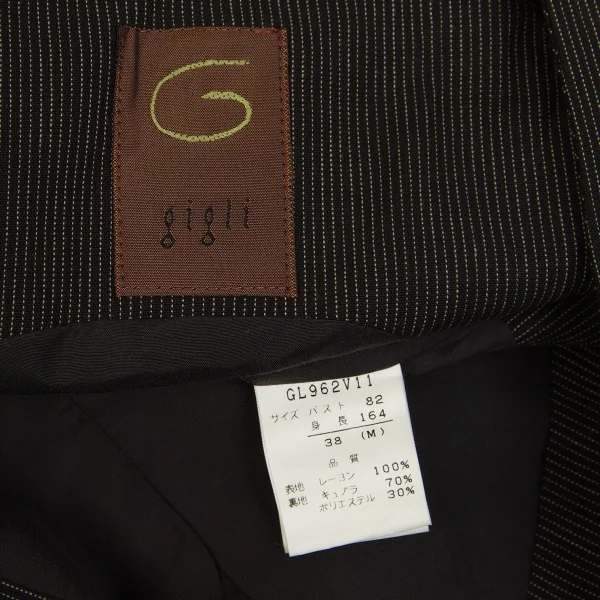 G
gigli
GL962V11
サイズ バスト 82
身長 164
38 (M)
品質
表地 レーヨン 100%
裏地 キュプラ 70%
ポリエステル 30%